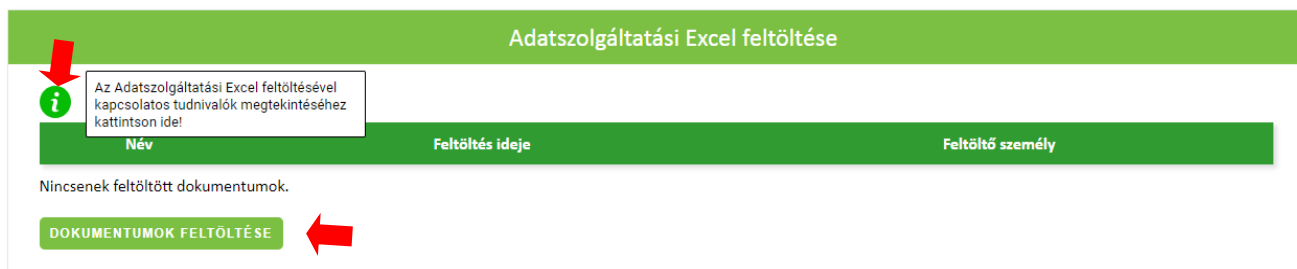 Adatszolgáltatási Excel feltöltése
i
Az Adatszolgáltatási Excel feltöltésével
kapcsolatos tudnivalók megtekintéséhez
kattintson ide!
Név Feltöltés ideje Feltöltő személy
Nincsenek feltöltött dokumentumok.
DOKUMENTUMOK FELTÖLTÉSE